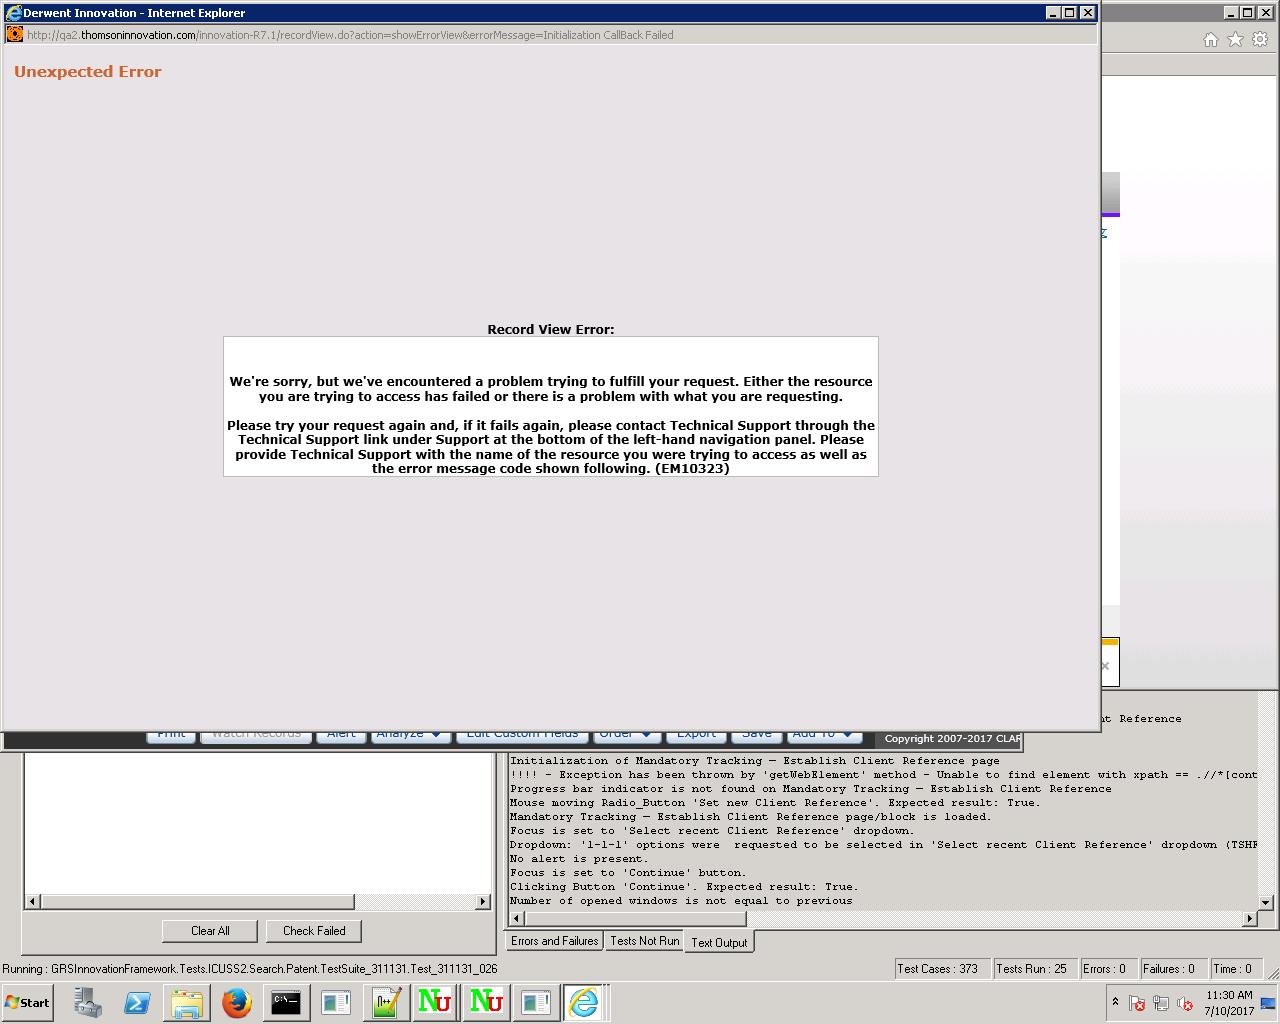 Derwent Innovation - Internet Explorer
http://qa2.thomsoninnovation.com/innovation-R7.1/recordView.do?action=showErrorView&errorMessage=Initialization CallBack Failed
Unexpected Error
Record View Error:
We're sorry, but we've encountered a problem trying to fulfill your request. Either the resource
you are trying to access has failed or there is a problem with what you are requesting.
Please try your request again and, if it fails again, please contact Technical Support through the
Technical Support link under Support at the bottom of the left-hand navigation panel. Please
provide Technical Support with the name of the resource you were trying to access as well as
the error message code shown following. (EM10323)
nt Reference
Print Watch Records Alert Analyze Edit Custom Fields Order Export Save Add To Copyright 2007-2017 CLAR
Initialization of Mandatory Tracking — Establish Client Reference page
!!!! - Exception has been thrown by 'getWebElement' method - Unable to find element with xpath == .//*[cont
Progress bar indicator is not found on Mandatory Tracking — Establish Client Reference
Mouse moving Radio_Button 'Set new Client Reference'. Expected result: True.
Mandatory Tracking — Establish Client Reference page/block is loaded.
Focus is set to 'Select recent Client Reference' dropdown.
Dropdown: 'l-l-l' options were  requested to be selected in 'Select recent Client Reference' dropdown (TSHF
No alert is present.
Focus is set to 'Continue' button.
Clicking Button 'Continue'. Expected result: True.
Number of opened windows is not equal to previous
Clear All Check Failed
Errors and Failures Tests Not Run Text Output
Running : GRSInnovationFramework.Tests.ICUSS2.Search.Patent.TestSuite_311131.Test_311131_026
Test Cases : 373 Tests Run : 25 Errors : 0 Failures : 0 Time : 0
Start
C:\_
N++
NU
NU
11:30 AM
7/10/2017